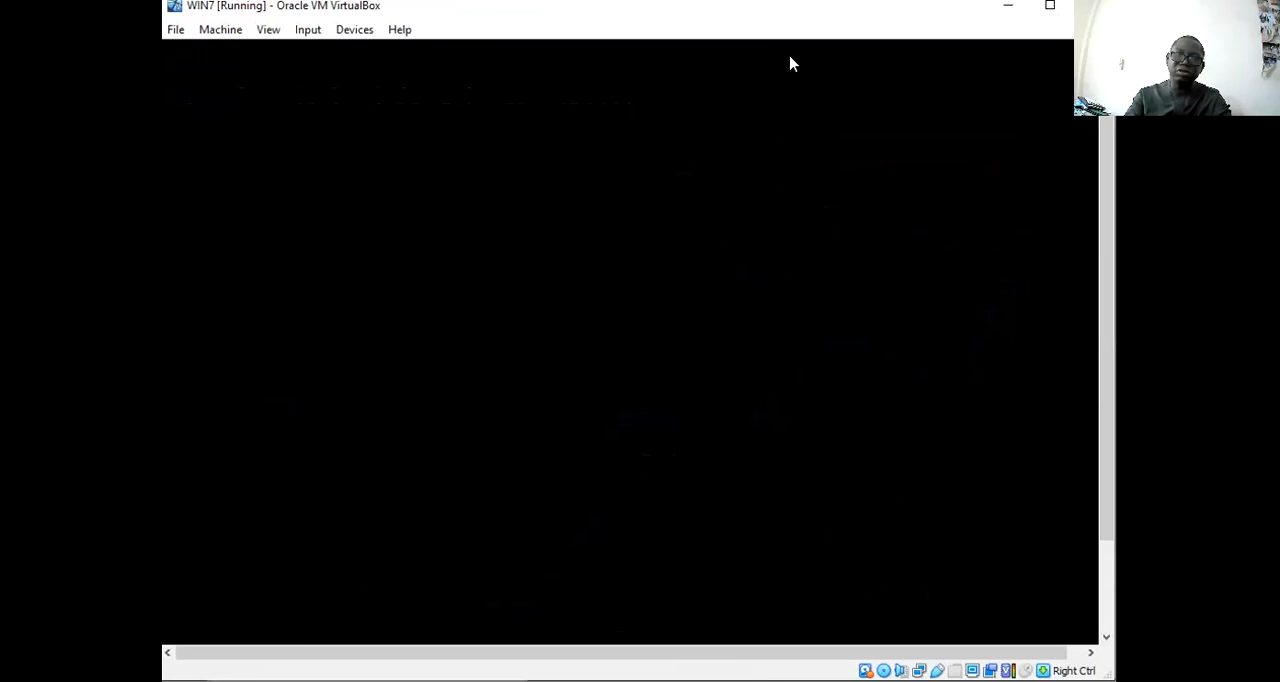 WIN7 [Running] - Oracle VM VirtualBox
File Machine View Input Devices Help
Right Ctrl